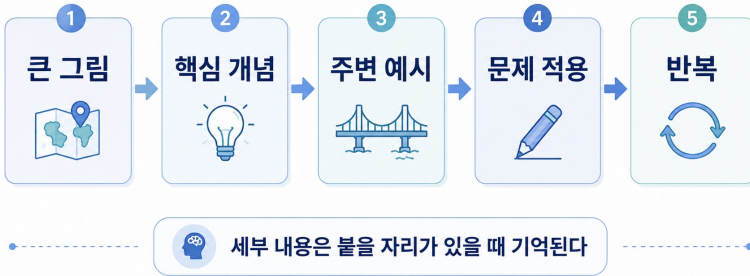 1
큰 그림
2
핵심 개념
3
주변 예시
4
문제 적용
5
반복
세부 내용은 붙을 자리가 있을 때 기억된다